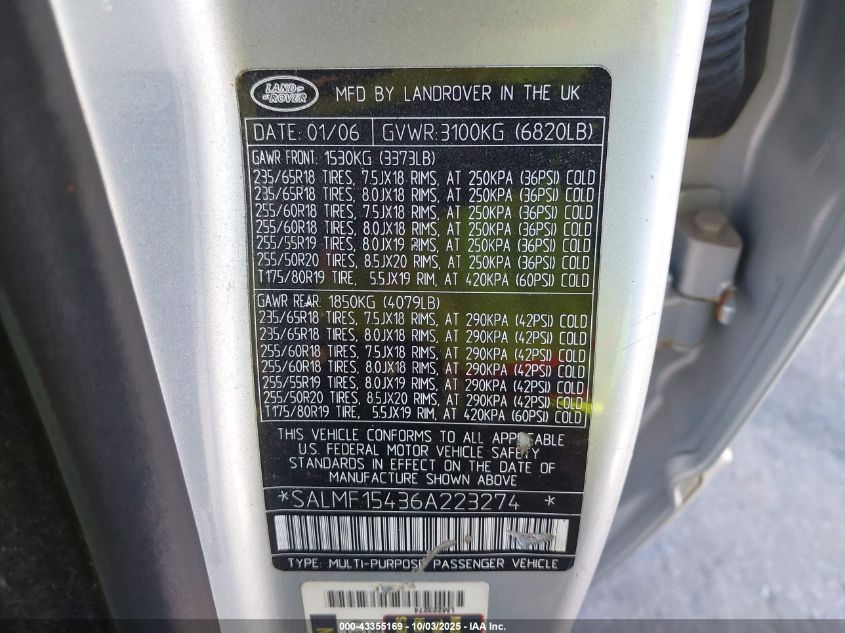 LAND
ROVER
MFD BY LANDROVER IN THE UK
DATE: 01/06 GVWR:3100KG (6820LB)
GAWR FRONT: 1530KG (3373LB)
235/65R18 TIRES, 7.5JX18 RIMS, AT 250KPA (36PSI) COLD
235/65R18 TIRES, 8.0JX18 RIMS, AT 250KPA (36PSI) COLD
255/60R18 TIRES, 7.5JX18 RIMS, AT 250KPA (36PSI) COLD
255/60R18 TIRES, 8.0JX18 RIMS, AT 250KPA (36PSI) COLD
255/55R19 TIRES, 8.0JX19 RIMS, AT 250KPA (36PSI) COLD
255/50R20 TIRES, 8.5JX20 RIMS, AT 250KPA (36PSI) COLD
T175/80R19 TIRE, 5.5JX19 RIM, AT 420KPA (60PSI) COLD
GAWR REAR: 1850KG (4079LB)
235/65R18 TIRES, 7.5JX18 RIMS, AT 290KPA (42PSI) COLD
235/65R18 TIRES, 8.0JX18 RIMS, AT 290KPA (42PSI) COLD
255/60R18 TIRES, 7.5JX18 RIMS, AT 290KPA (42PSI) COLD
255/60R18 TIRES, 8.0JX18 RIMS, AT 290KPA (42PSI) COLD
255/55R19 TIRES, 8.0JX19 RIMS, AT 290KPA (42PSI) COLD
255/50R20 TIRES, 8.5JX20 RIMS, AT 290KPA (42PSI) COLD
T175/80R19 TIRE, 5.5JX19 RIM, AT 420KPA (60PSI) COLD
THIS VEHICLE CONFORMS TO ALL APPLICABLE
U.S. FEDERAL MOTOR VEHICLE SAFETY
STANDARDS IN EFFECT ON THE DATE OF
MANUFACTURE SHOWN ABOVE
*SALMF15436A223274 *
TYPE: MULTI-PURPOSE PASSENGER VEHICLE
LM223274
000-43355169 - 10/03/2025 - IAAI.COM